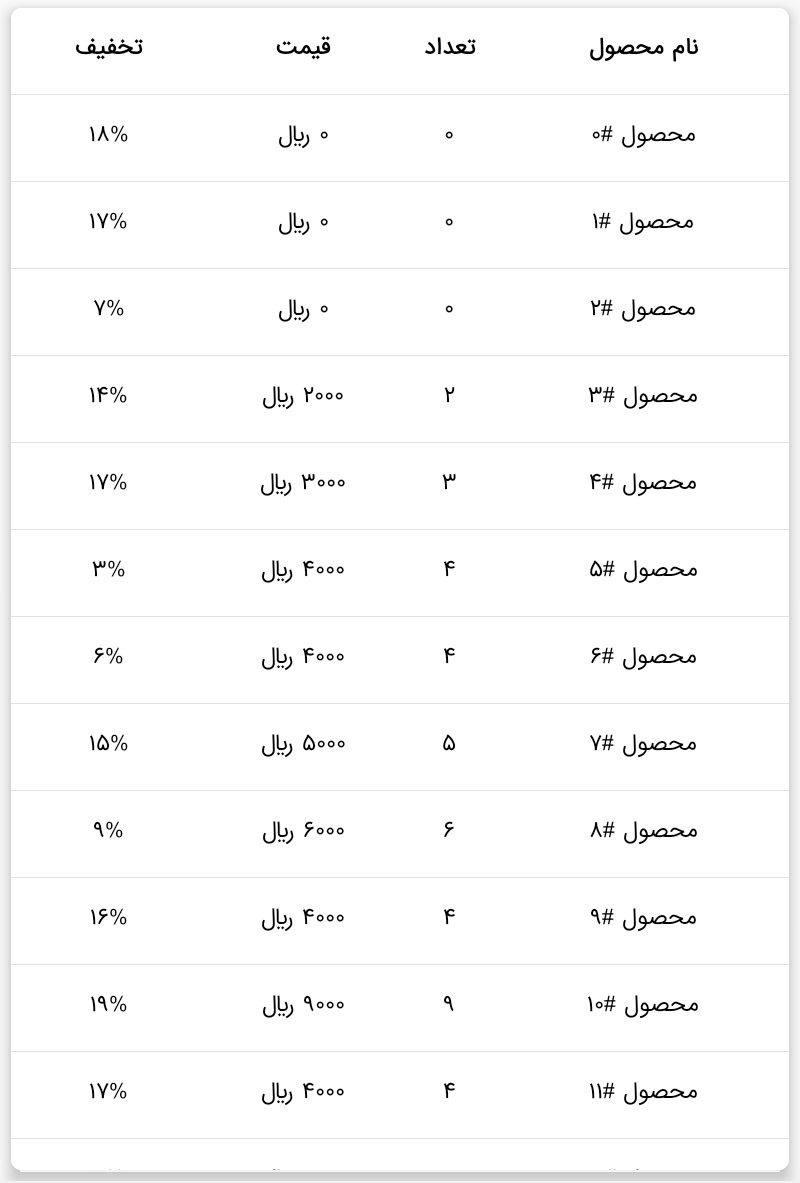 نام محصول تعداد قیمت تخفیف
محصول #۰ ۰ ۰ ریال ۱۸%
محصول #۱ ۰ ۰ ریال ۱۷%
محصول #۲ ۰ ۰ ریال ۷%
محصول #۳ ۲ ۲۰۰۰ ریال ۱۴%
محصول #۴ ۳ ۳۰۰۰ ریال ۱۷%
محصول #۵ ۴ ۴۰۰۰ ریال ۳%
محصول #۶ ۴ ۴۰۰۰ ریال ۶%
محصول #۷ ۵ ۵۰۰۰ ریال ۱۵%
محصول #۸ ۶ ۶۰۰۰ ریال ۹%
محصول #۹ ۴ ۴۰۰۰ ریال ۱۶%
محصول #۱۰ ۹ ۹۰۰۰ ریال ۱۹%
محصول #۱۱ ۴ ۴۰۰۰ ریال ۱۷%